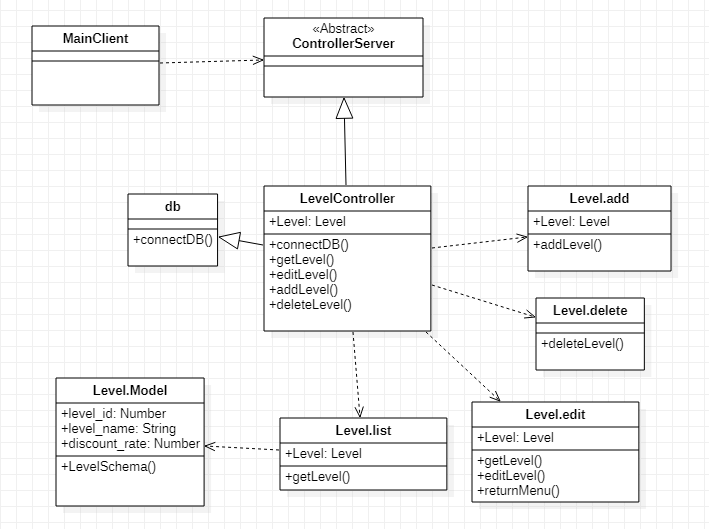 MainClient
«Abstract»
ControllerServer
db
+connectDB()
LevelController
+Level: Level
+connectDB()
+getLevel()
+editLevel()
+addLevel()
+deleteLevel()
Level.add
+Level: Level
+addLevel()
Level.delete
+deleteLevel()
Level.Model
+level_id: Number
+level_name: String
+discount_rate: Number
+LevelSchema()
Level.list
+Level: Level
+getLevel()
Level.edit
+Level: Level
+getLevel()
+editLevel()
+returnMenu()